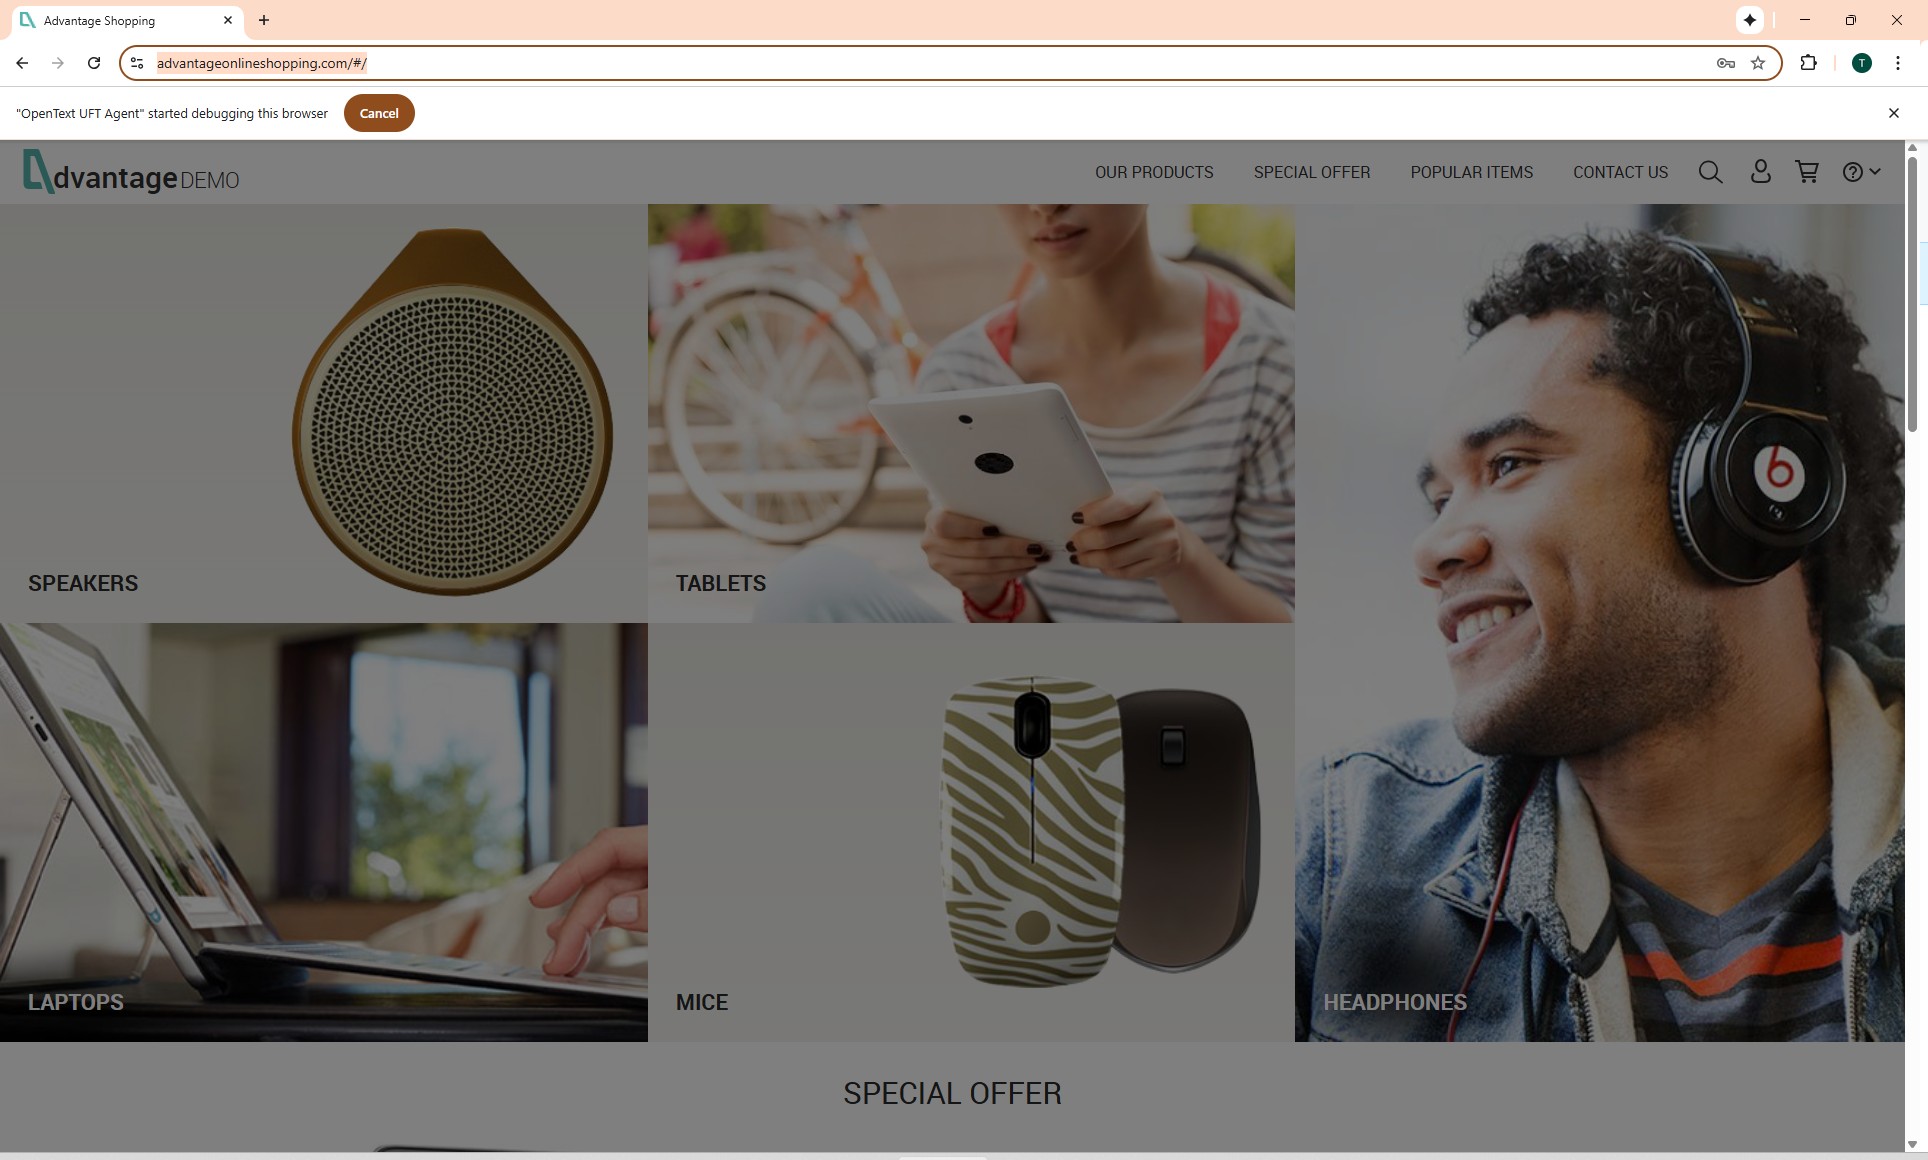 Advantage Shopping
advantageonlineshopping.com/#/
T
"OpenText UFT Agent" started debugging this browser
Cancel
dvantage DEMO
OUR PRODUCTS
SPECIAL OFFER
POPULAR ITEMS
CONTACT US
SPEAKERS
TABLETS
LAPTOPS
MICE
HEADPHONES
SPECIAL OFFER